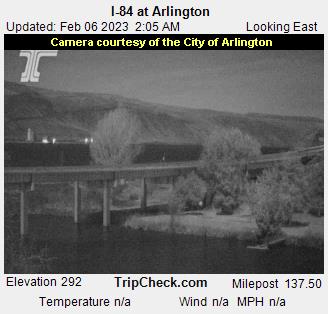 I-84 at Arlington
Updated: Feb 06 2023 2:05 AM Looking East
Camera courtesy of the City of Arlington
Elevation 292 TripCheck.com Milepost 137.50
Temperature n/a Wind n/a MPH n/a